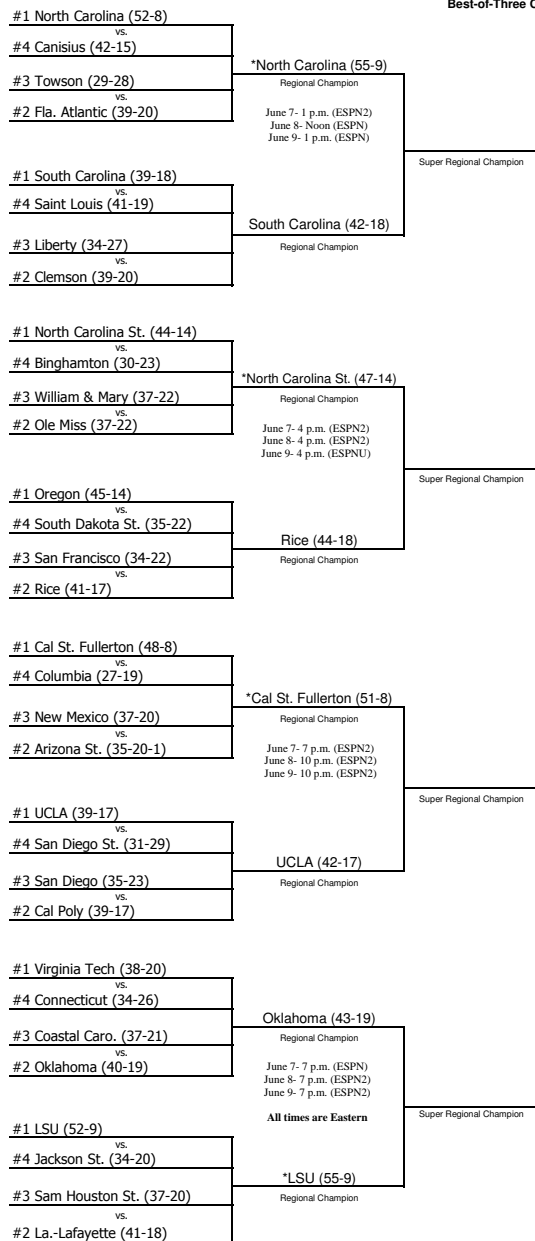 Best-of-Three C
#1 North Carolina (52-8)
vs.
#4 Canisius (42-15)
#3 Towson (29-28)
vs.
#2 Fla. Atlantic (39-20)
*North Carolina (55-9)
Regional Champion
June 7- 1 p.m. (ESPN2)
June 8- Noon (ESPN)
June 9- 1 p.m. (ESPN)
Super Regional Champion
#1 South Carolina (39-18)
vs.
#4 Saint Louis (41-19)
#3 Liberty (34-27)
vs.
#2 Clemson (39-20)
South Carolina (42-18)
Regional Champion
#1 North Carolina St. (44-14)
vs.
#4 Binghamton (30-23)
#3 William & Mary (37-22)
vs.
#2 Ole Miss (37-22)
*North Carolina St. (47-14)
Regional Champion
June 7- 4 p.m. (ESPN2)
June 8- 4 p.m. (ESPN2)
June 9- 4 p.m. (ESPNU)
Super Regional Champion
#1 Oregon (45-14)
vs.
#4 South Dakota St. (35-22)
#3 San Francisco (34-22)
vs.
#2 Rice (41-17)
Rice (44-18)
Regional Champion
#1 Cal St. Fullerton (48-8)
vs.
#4 Columbia (27-19)
#3 New Mexico (37-20)
vs.
#2 Arizona St. (35-20-1)
*Cal St. Fullerton (51-8)
Regional Champion
June 7- 7 p.m. (ESPN2)
June 8- 10 p.m. (ESPN2)
June 9- 10 p.m. (ESPN2)
Super Regional Champion
#1 UCLA (39-17)
vs.
#4 San Diego St. (31-29)
#3 San Diego (35-23)
vs.
#2 Cal Poly (39-17)
UCLA (42-17)
Regional Champion
#1 Virginia Tech (38-20)
vs.
#4 Connecticut (34-26)
#3 Coastal Caro. (37-21)
vs.
#2 Oklahoma (40-19)
Oklahoma (43-19)
Regional Champion
June 7- 7 p.m. (ESPN)
June 8- 7 p.m. (ESPN2)
June 9- 7 p.m. (ESPN2)
All times are Eastern
Super Regional Champion
#1 LSU (52-9)
vs.
#4 Jackson St. (34-20)
#3 Sam Houston St. (37-20)
vs.
#2 La.-Lafayette (41-18)
*LSU (55-9)
Regional Champion